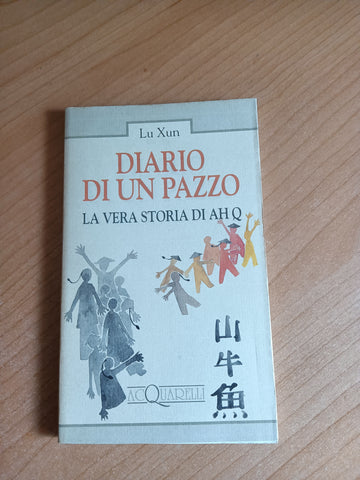 Lu Xun
DIARIO
DI UN PAZZO
LA VERA STORIA DI AH Q
山
牛
魚
ACQUARELLI